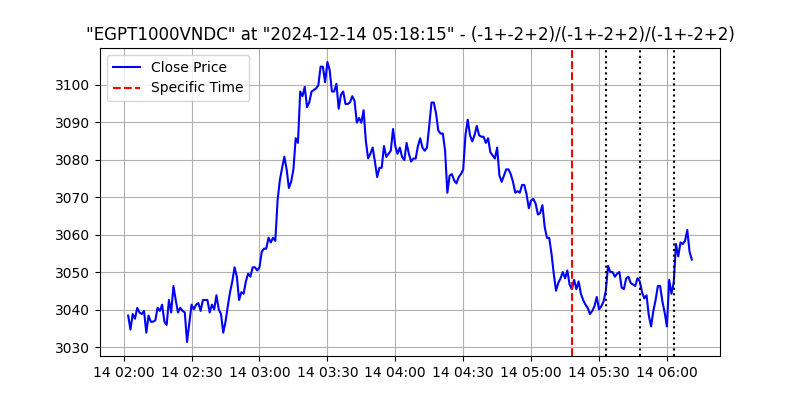 "EGPT1000VNDC" at "2024-12-14 05:18:15" - (-1+-2+2)/(-1+-2+2)/(-1+-2+2)
Close Price
Specific Time
3100
3090
3080
3070
3060
3050
3040
3030
14 02:00 14 02:30 14 03:00 14 03:30 14 04:00 14 04:30 14 05:00 14 05:30 14 06:00